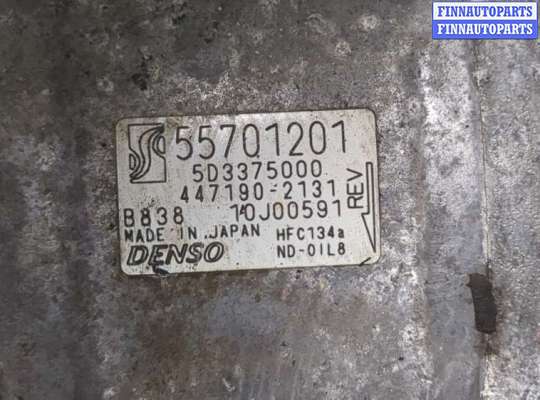 FINNAUTOPARTS
FINNAUTOPARTS
55701201
5D3375000
447190-2131
B838 10J00591
REV
MADE IN JAPAN HFC134a
DENSO ND-OIL8